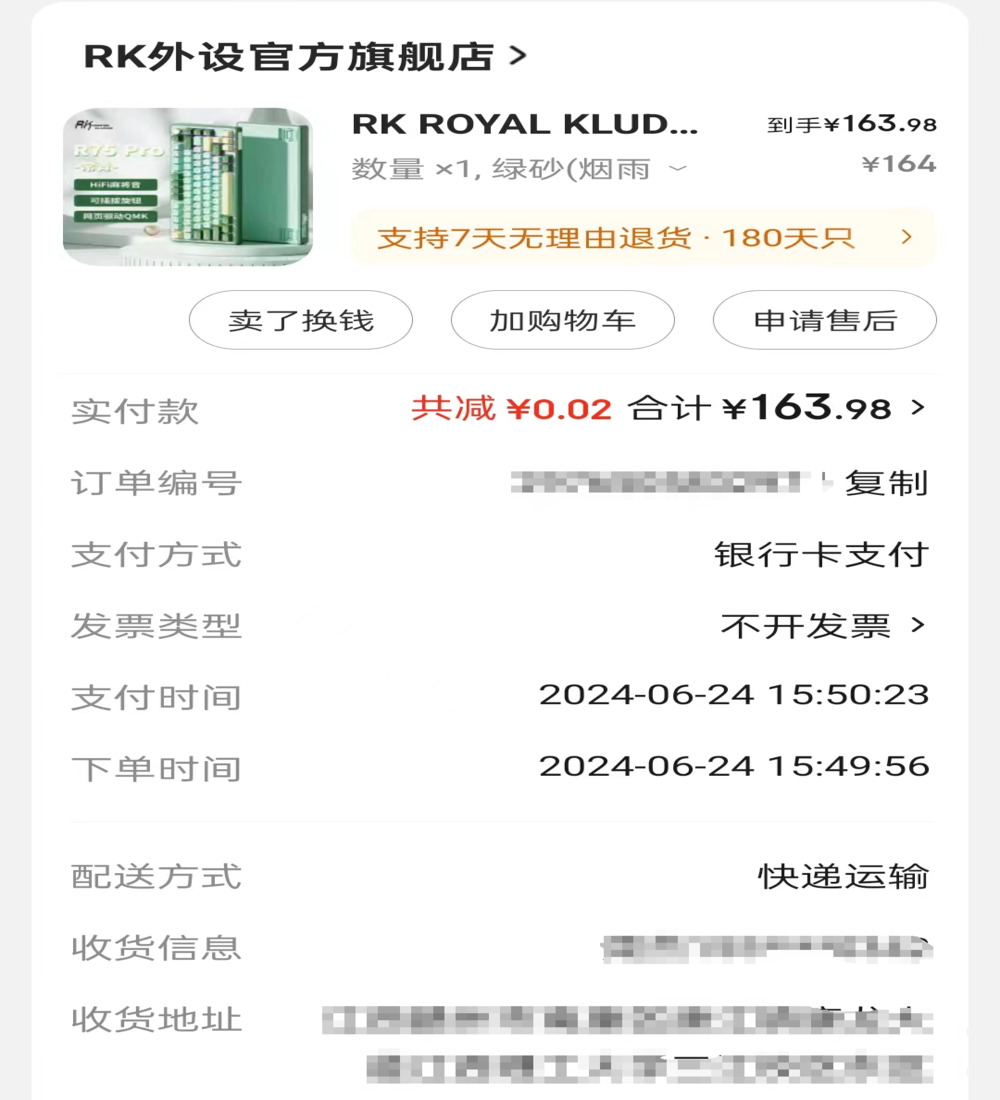 RK外设官方旗舰店 >
RK
R75 Pro
HiFi麻将音
可插拔旋钮
网页驱动QMK
RK ROYAL KLUD... 到手¥163.98
数量 ×1, 绿砂(烟雨 ¥164
支持7天无理由退货 · 180天只 >
卖了换钱 加购物车 申请售后
实付款 共减 ¥0.02 合计 ¥163.98 >
订单编号 复制
支付方式 银行卡支付
发票类型 不开发票 >
支付时间 2024-06-24 15:50:23
下单时间 2024-06-24 15:49:56
配送方式 快递运输
收货信息
收货地址